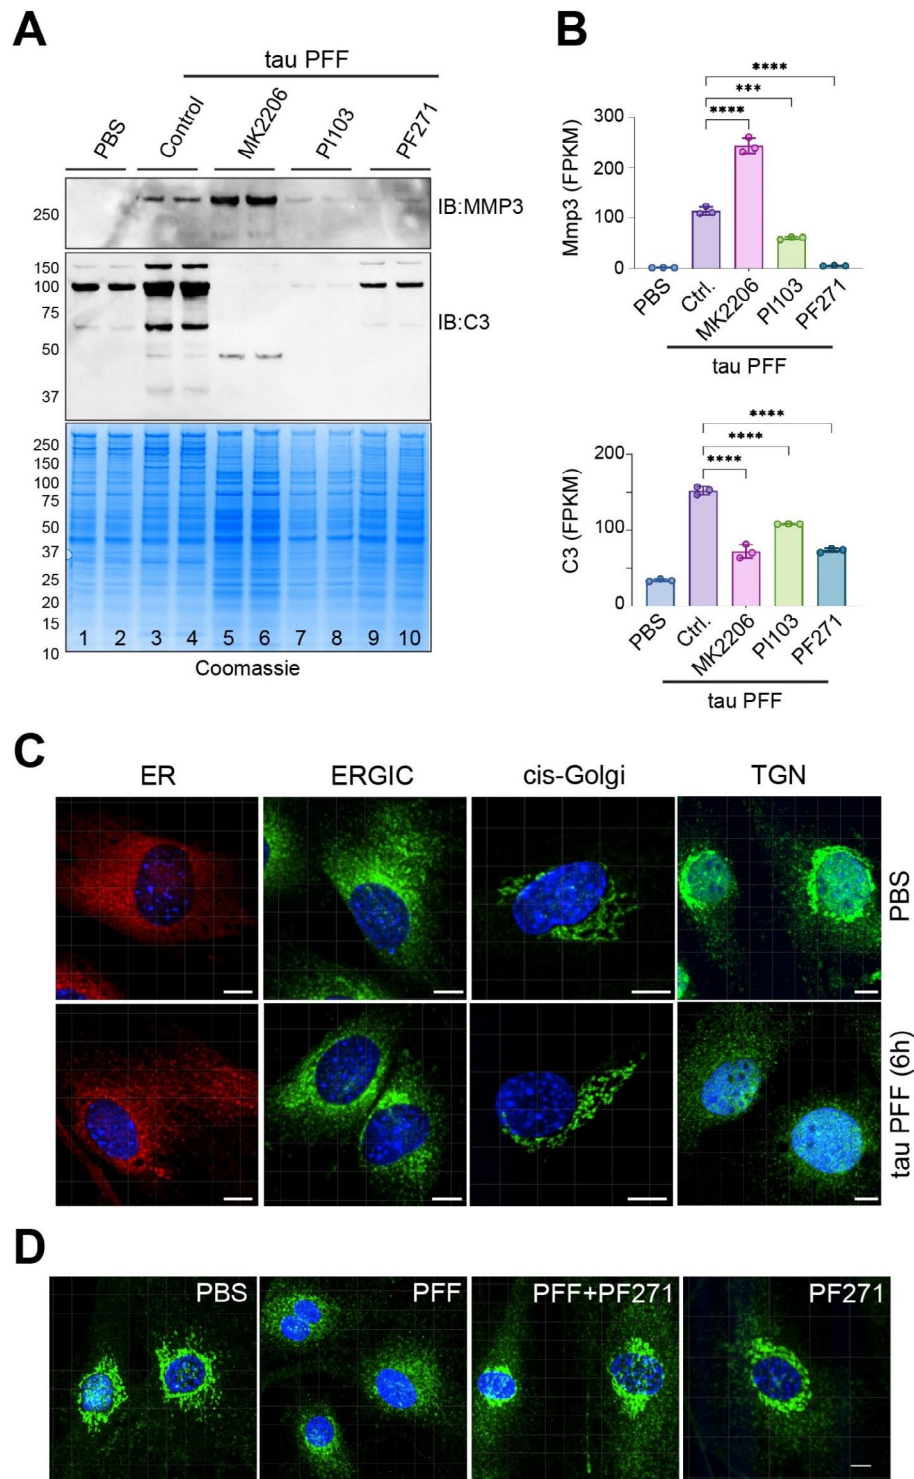 A
tau PFF
PBS
Control
MK2206
PI103
PF271
250
IB:MMP3
150
100
75
50
37
IB:C3
250
150
100
75
50
37
25
20
15
10
1 2 3 4 5 6 7 8 9 10
Coomassie
B
****
***
****
Mmp3 (FPKM)
300
200
100
0
PBS
Ctrl.
MK2206
PI103
PF271
tau PFF
****
****
****
C3 (FPKM)
200
100
0
PBS
Ctrl.
MK2206
PI103
PF271
tau PFF
C
ER ERGIC cis-Golgi TGN
PBS
tau PFF (6h)
D
PBS PFF PFF+PF271 PF271